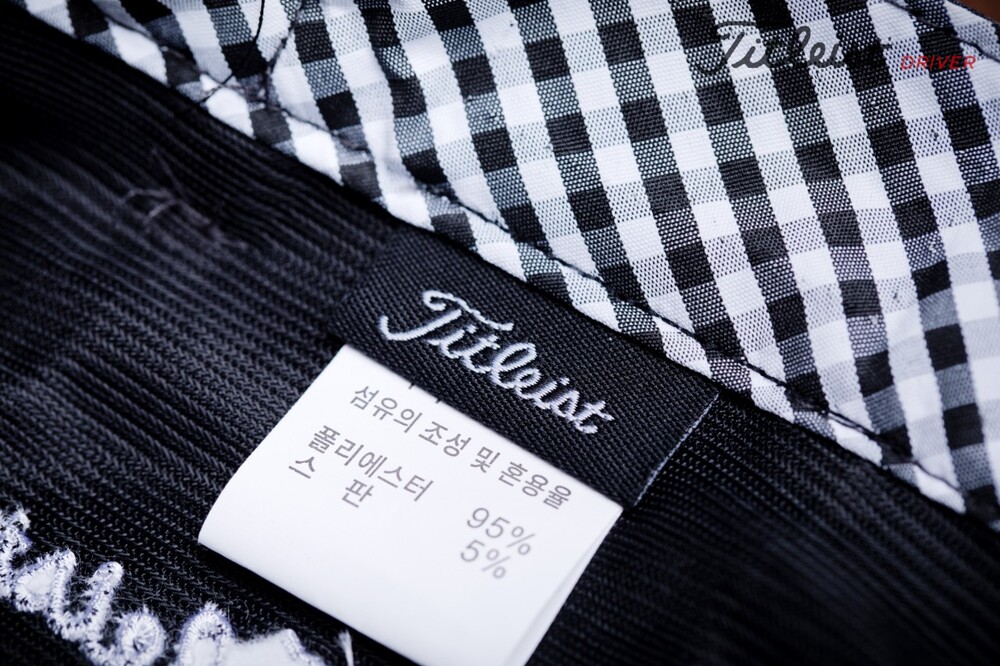 Titleist DRIVER
Titleist
섬유의 조성 및 혼용율
폴리에스터 95%
스 판 5%